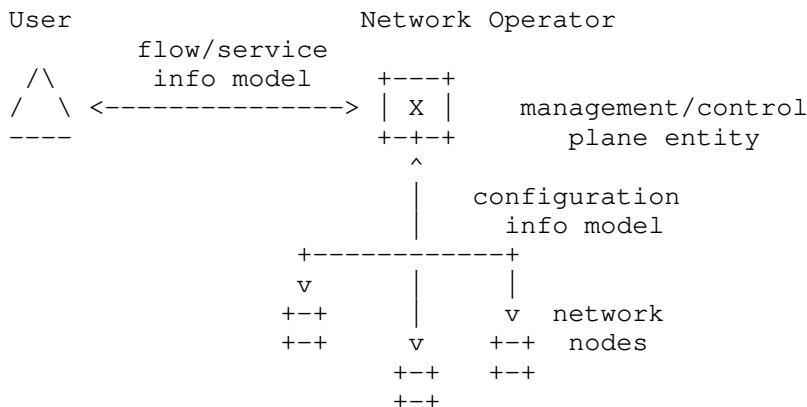 User Network Operator
flow/service
info model
X management/control
plane entity
configuration
info model
network
nodes